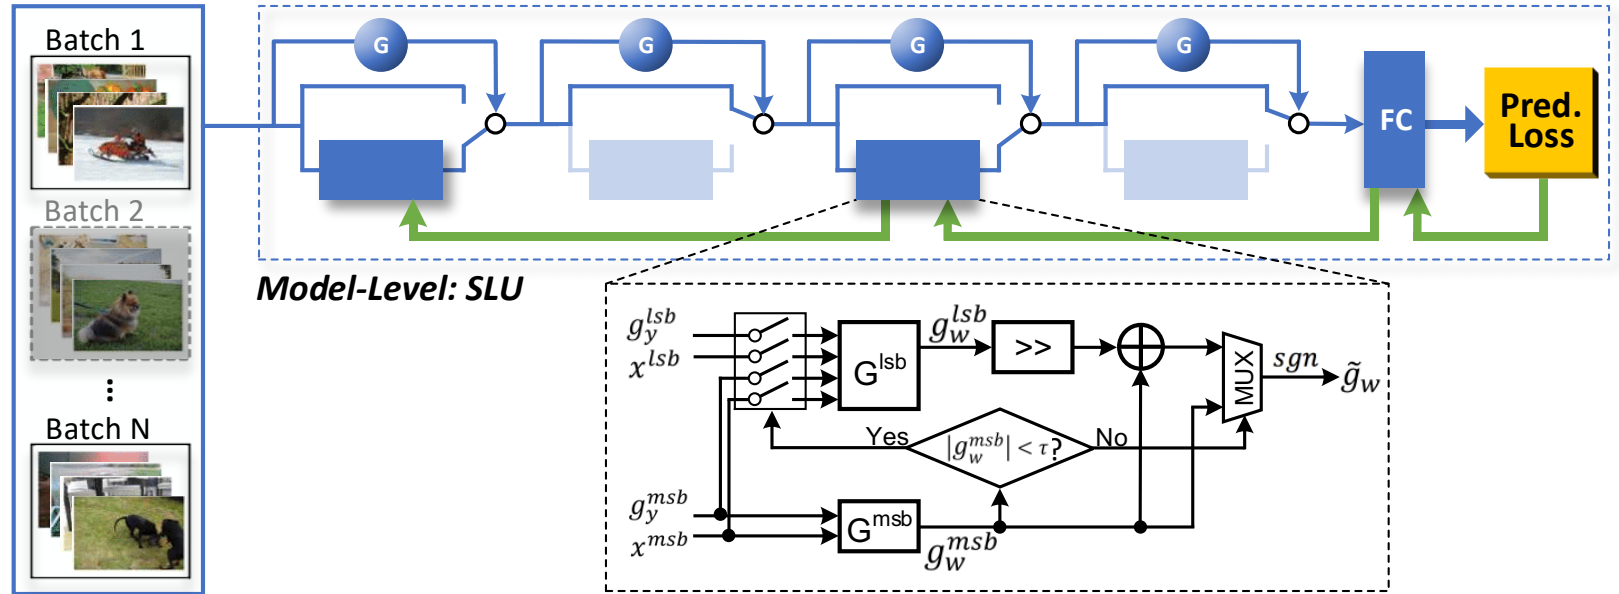 Batch 1
Batch 2
⋮
Batch N
G
G
G
G
FC
Pred.
Loss
Model-Level: SLU
g_y^{lsb}
x^{lsb}
G^{lsb}
g_w^{lsb}
>>
MUX
sgn
g̃_w
Yes
|g_w^{msb}| < τ?
No
g_y^{msb}
x^{msb}
G^{msb}
g_w^{msb}